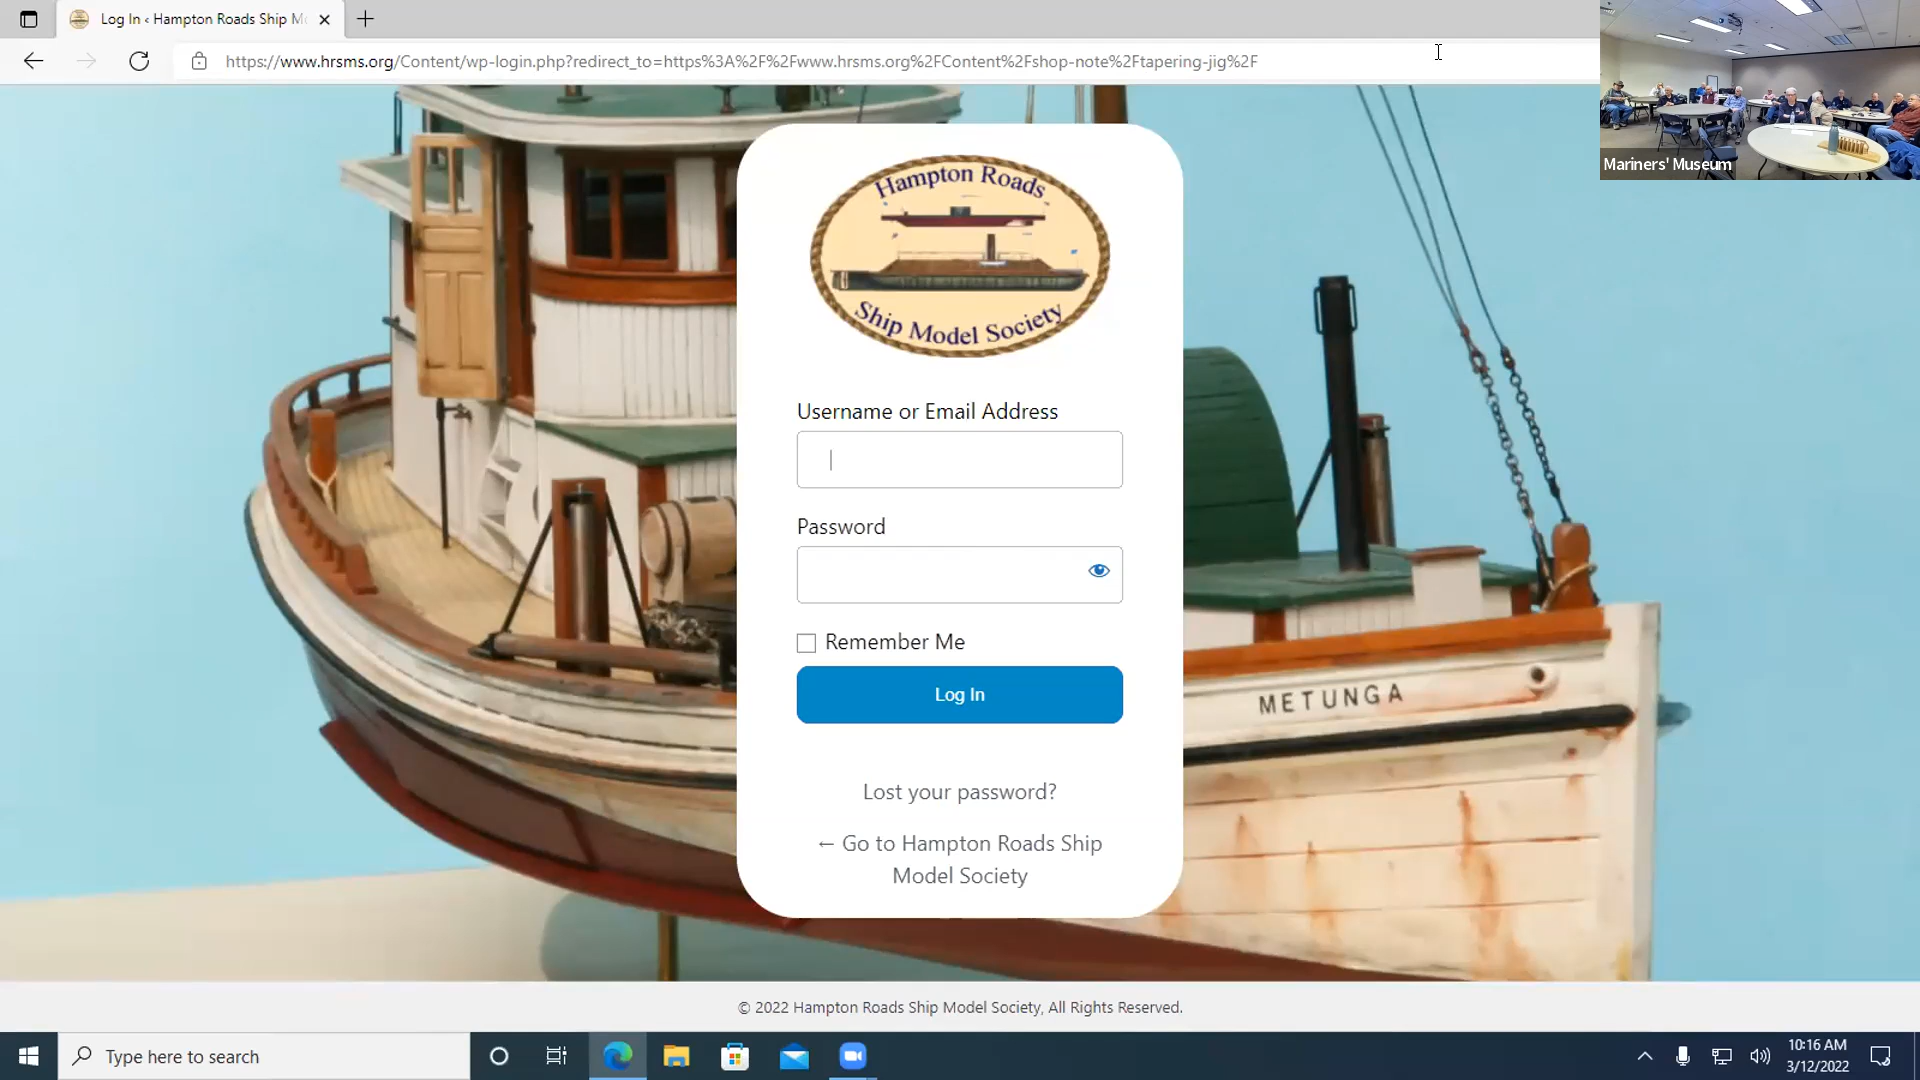 Log In ‹ Hampton Roads Ship M
https://www.hrsms.org/Content/wp-login.php?redirect_to=https%3A%2F%2Fwww.hrsms.org%2FContent%2Fshop-note%2Ftapering-jig%2F
Mariners' Museum
Hampton Roads
Ship Model Society
Username or Email Address
Password
Remember Me
Log In
METUNGA
Lost your password?
← Go to Hampton Roads Ship
Model Society
© 2022 Hampton Roads Ship Model Society, All Rights Reserved.
Type here to search
10:16 AM
3/12/2022